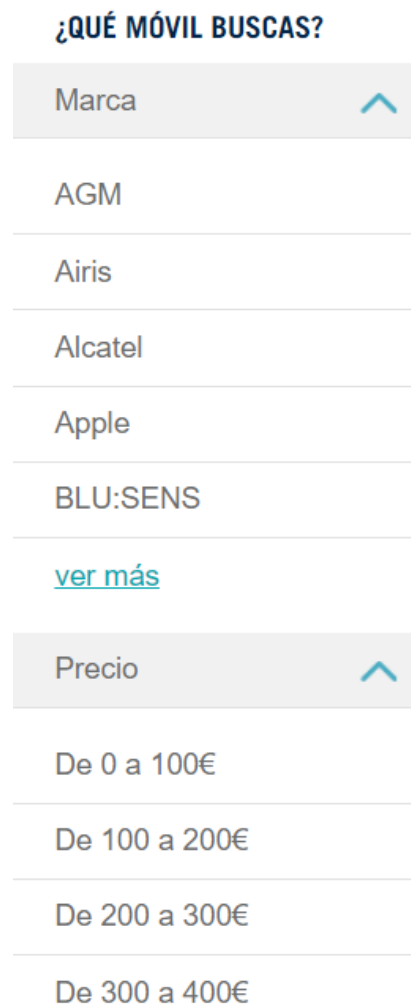 ¿QUÉ MÓVIL BUSCAS?
Marca
AGM
Airis
Alcatel
Apple
BLU:SENS
ver más
Precio
De 0 a 100€
De 100 a 200€
De 200 a 300€
De 300 a 400€